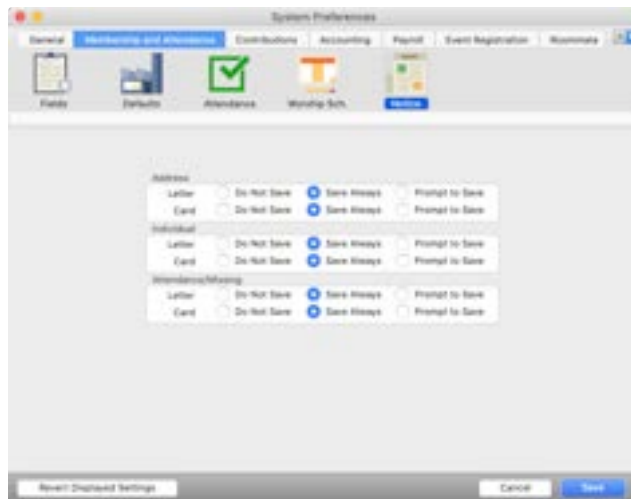 System Preferences
General Membership and Attendance Contributions Accounting Payroll Event Registration Roommate
Fields Defaults Attendance Worship Sch. Notice
Address
Letter Do Not Save Save Always Prompt to Save
Card Do Not Save Save Always Prompt to Save
Individual
Letter Do Not Save Save Always Prompt to Save
Card Do Not Save Save Always Prompt to Save
Attendance/Missing
Letter Do Not Save Save Always Prompt to Save
Card Do Not Save Save Always Prompt to Save
Revert Displayed Settings Cancel Save